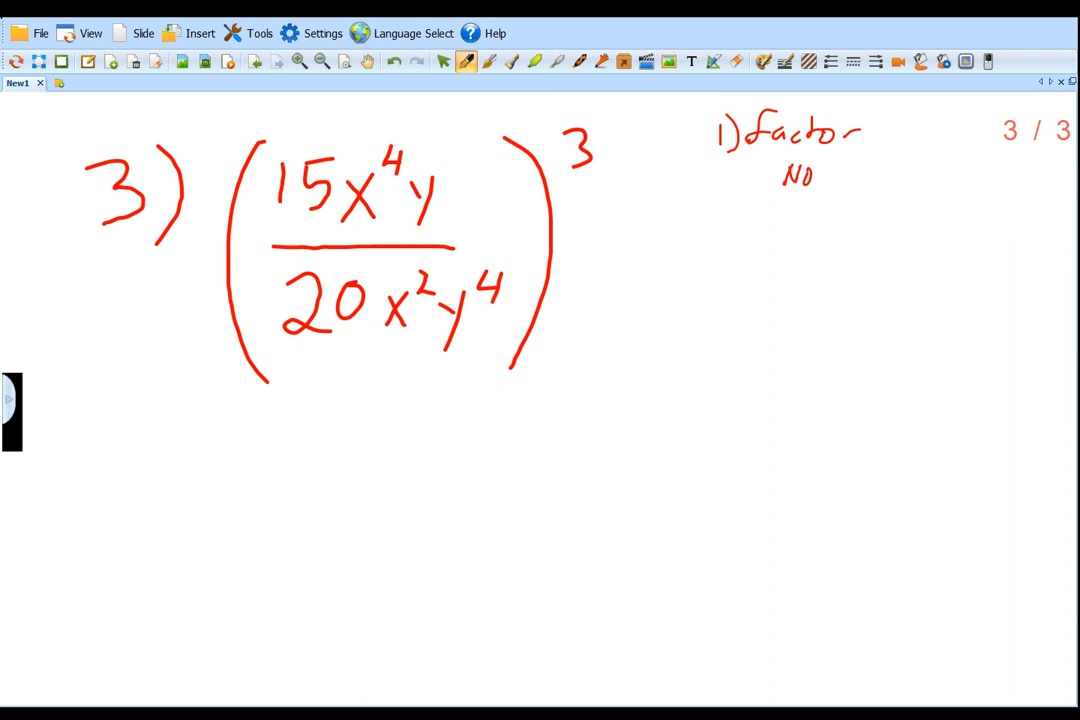 File View Slide Insert Tools Settings Language Select Help
New1
1) factor
3 / 3
NO
3) (15x⁴y / 20x²y⁴)³